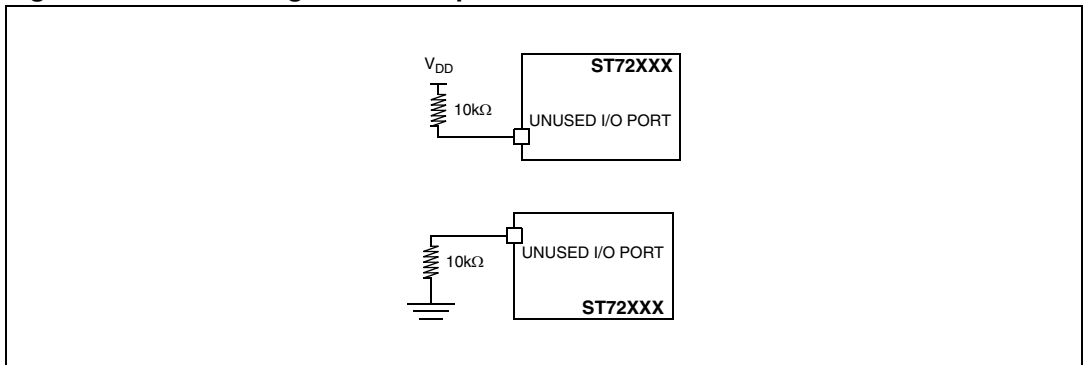 V_DD
ST72XXX
10kΩ
UNUSED I/O PORT
UNUSED I/O PORT
10kΩ
ST72XXX